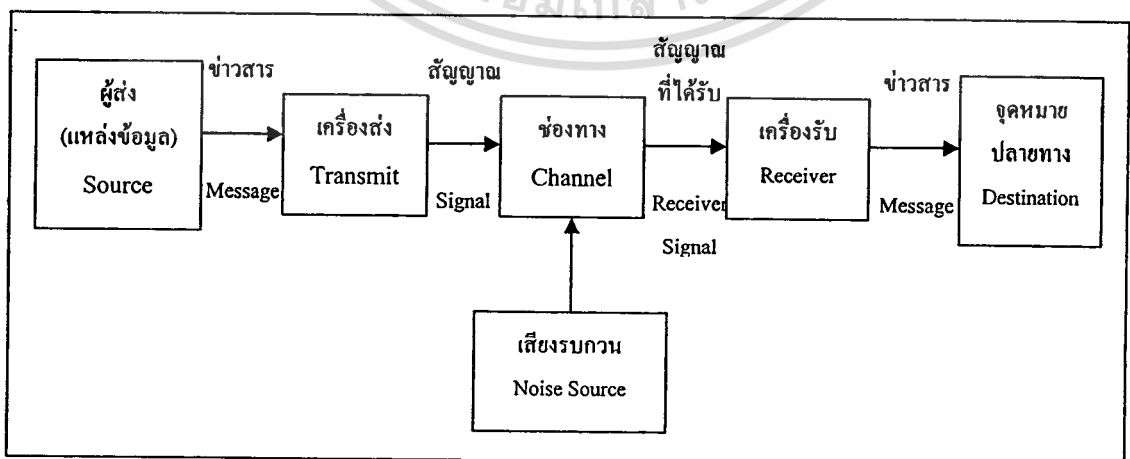 ผู้ส่ง
(แหล่งข้อมูล)
Source
ข่าวสาร
Message
เครื่องส่ง
Transmit
สัญญาณ
Signal
ช่องทาง
Channel
สัญญาณ
ที่ได้รับ
Receiver
Signal
เครื่องรับ
Receiver
ข่าวสาร
Message
จุดหมาย
ปลายทาง
Destination
เสียงรบกวน
Noise Source